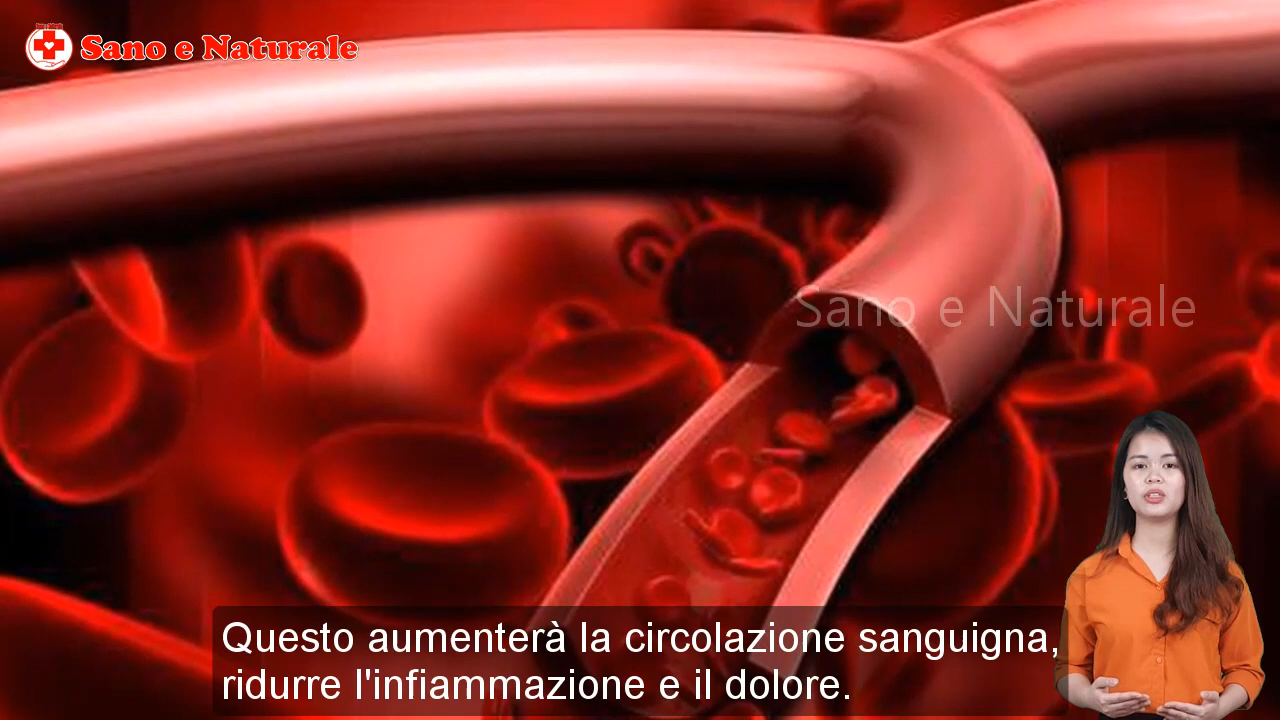 Sano e Naturale
Sano e Naturale
Questo aumenterà la circolazione sanguigna,
ridurre l'infiammazione e il dolore.